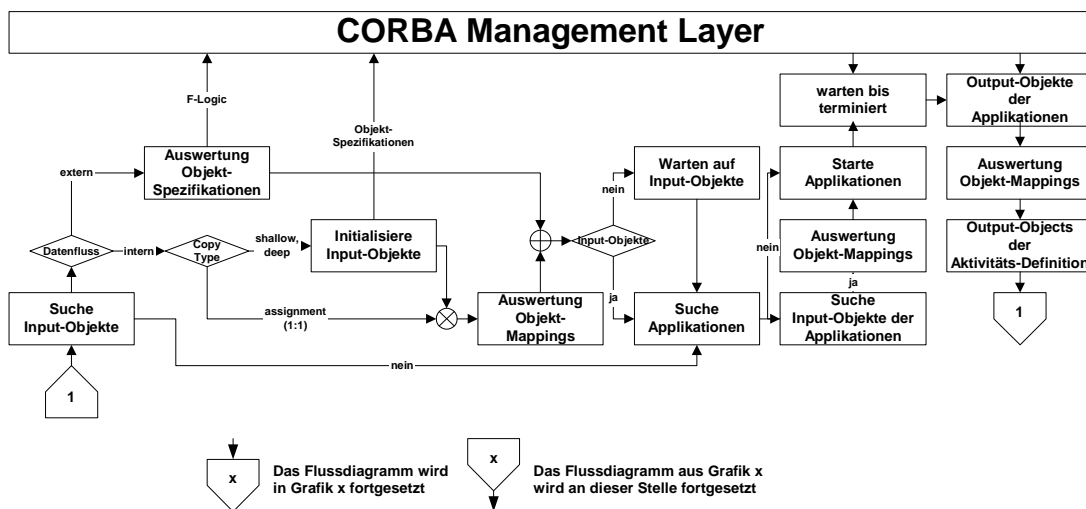 CORBA Management Layer
F-Logic
Objekt-
Spezifikationen
warten bis
terminiert
Output-Objekte
der
Applikationen
extern
Auswertung
Objekt-
Spezifikationen
Warten auf
Input-Objekte
Starte
Applikationen
Auswertung
Objekt-Mappings
nein
Datenfluss
intern
Copy
Type
shallow,
deep
Initialisiere
Input-Objekte
Input-Objekte
nein
Auswertung
Objekt-Mappings
Output-Objects
der
Aktivitäts-Definition
ja
ja
Suche
Input-Objekte
assignment
(1:1)
Auswertung
Objekt-
Mappings
Suche
Applikationen
Suche
Input-Objekte der
Applikationen
1
nein
1
x
Das Flussdiagramm wird
in Grafik x fortgesetzt
x
Das Flussdiagramm aus Grafik x
wird an dieser Stelle fortgesetzt